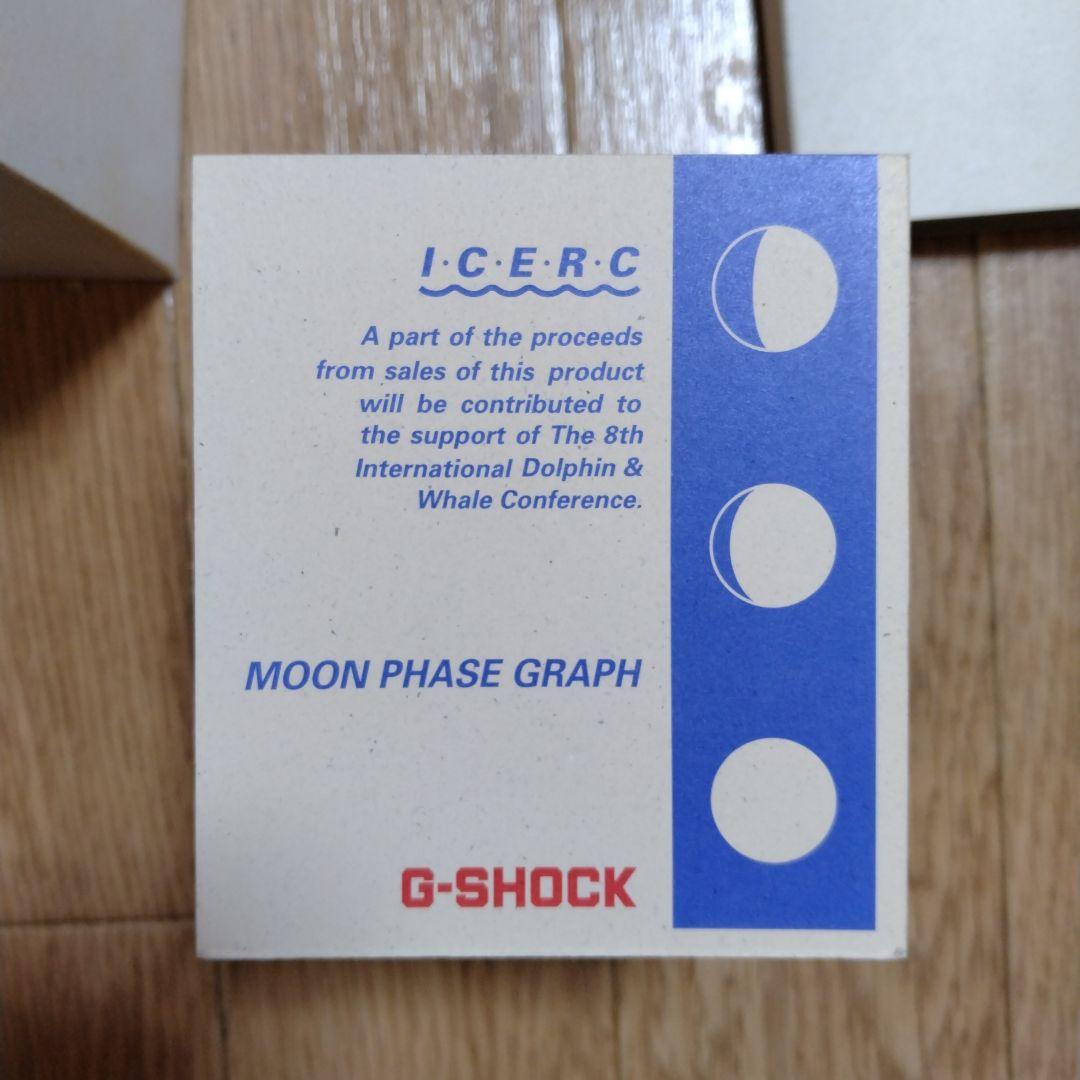 I·C·E·R·C
A part of the proceeds
from sales of this product
will be contributed to
the support of The 8th
International Dolphin &
Whale Conference.
MOON PHASE GRAPH
G-SHOCK